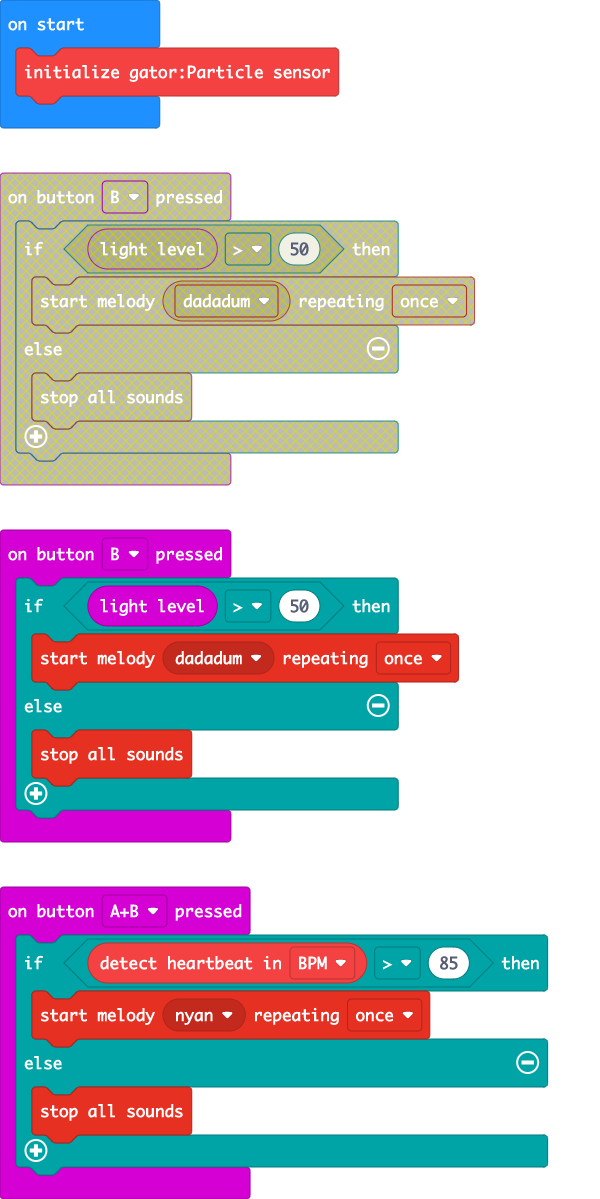 on start
initialize gator:Particle sensor
on button B pressed
if light level > 50 then
start melody dadadum repeating once
else
stop all sounds
on button B pressed
if light level > 50 then
start melody dadadum repeating once
else
stop all sounds
on button A+B pressed
if detect heartbeat in BPM > 85 then
start melody nyan repeating once
else
stop all sounds